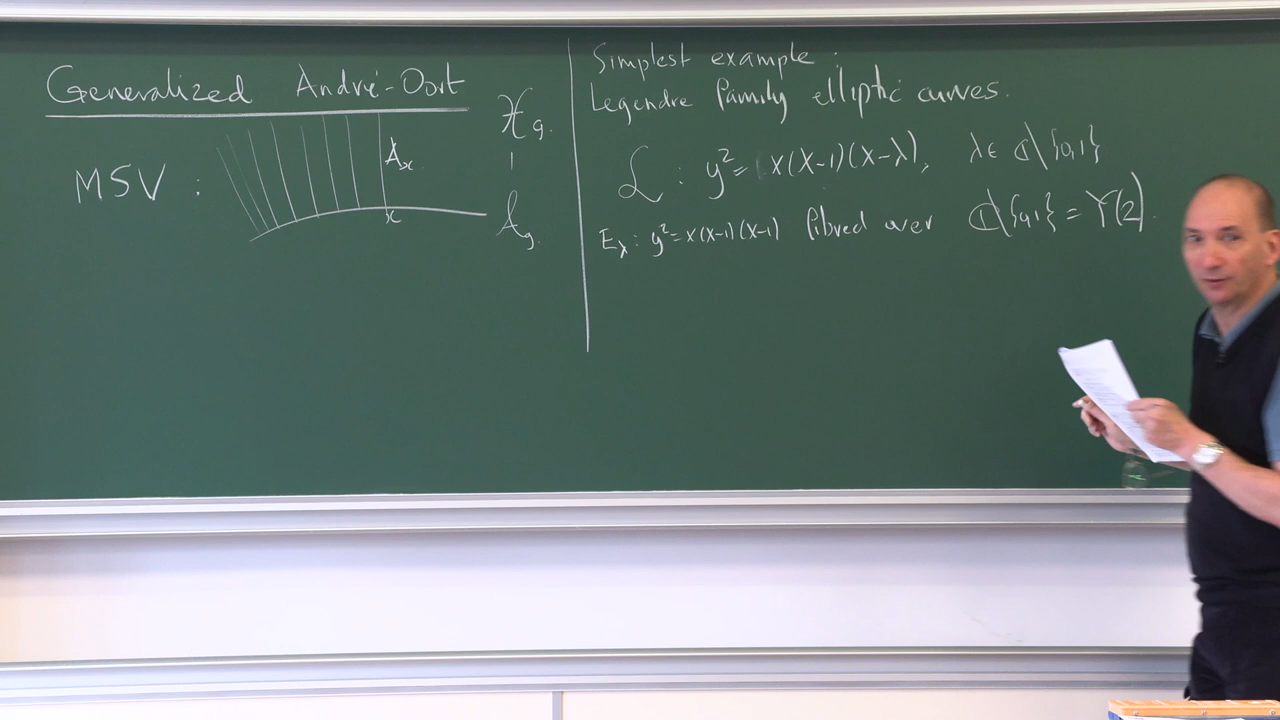 Generalized André-Oort
MSV :
A_x
x
𝒳_g.
A_g.
Simplest example :
Legendre Family elliptic curves.
ℒ : y² = x(x-1)(x-λ), λ∈ ℂ\{0,1}
E_λ : y²=x(x-1)(x-λ) fibred over ℂ\{0,1} = Y(2).